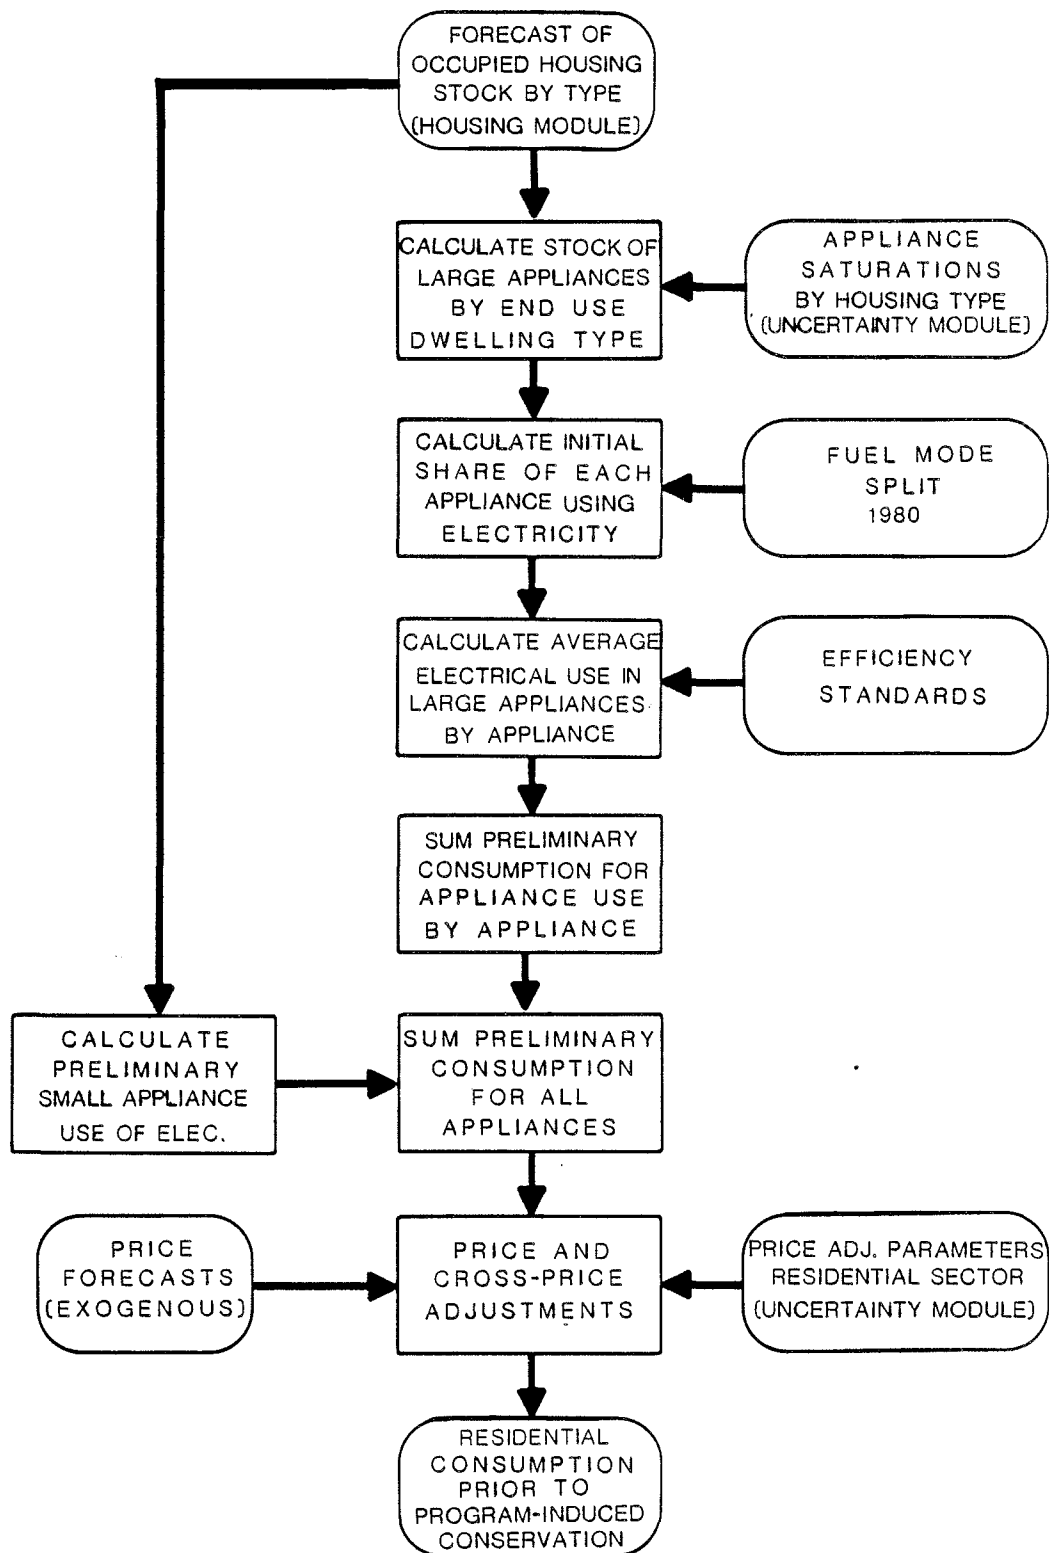 FORECAST OF
OCCUPIED HOUSING
STOCK BY TYPE
(HOUSING MODULE)
CALCULATE STOCK OF
LARGE APPLIANCES
BY END USE
DWELLING TYPE
APPLIANCE
SATURATIONS
BY HOUSING TYPE
(UNCERTAINTY MODULE)
CALCULATE INITIAL
SHARE OF EACH
APPLIANCE USING
ELECTRICITY
FUEL MODE
SPLIT
1980
CALCULATE AVERAGE
ELECTRICAL USE IN
LARGE APPLIANCES
BY APPLIANCE
EFFICIENCY
STANDARDS
SUM PRELIMINARY
CONSUMPTION FOR
APPLIANCE USE
BY APPLIANCE
CALCULATE
PRELIMINARY
SMALL APPLIANCE
USE OF ELEC.
SUM PRELIMINARY
CONSUMPTION
FOR ALL
APPLIANCES
PRICE
FORECASTS
(EXOGENOUS)
PRICE AND
CROSS-PRICE
ADJUSTMENTS
PRICE ADJ. PARAMETERS
RESIDENTIAL SECTOR
(UNCERTAINTY MODULE)
RESIDENTIAL
CONSUMPTION
PRIOR TO
PROGRAM-INDUCED
CONSERVATION